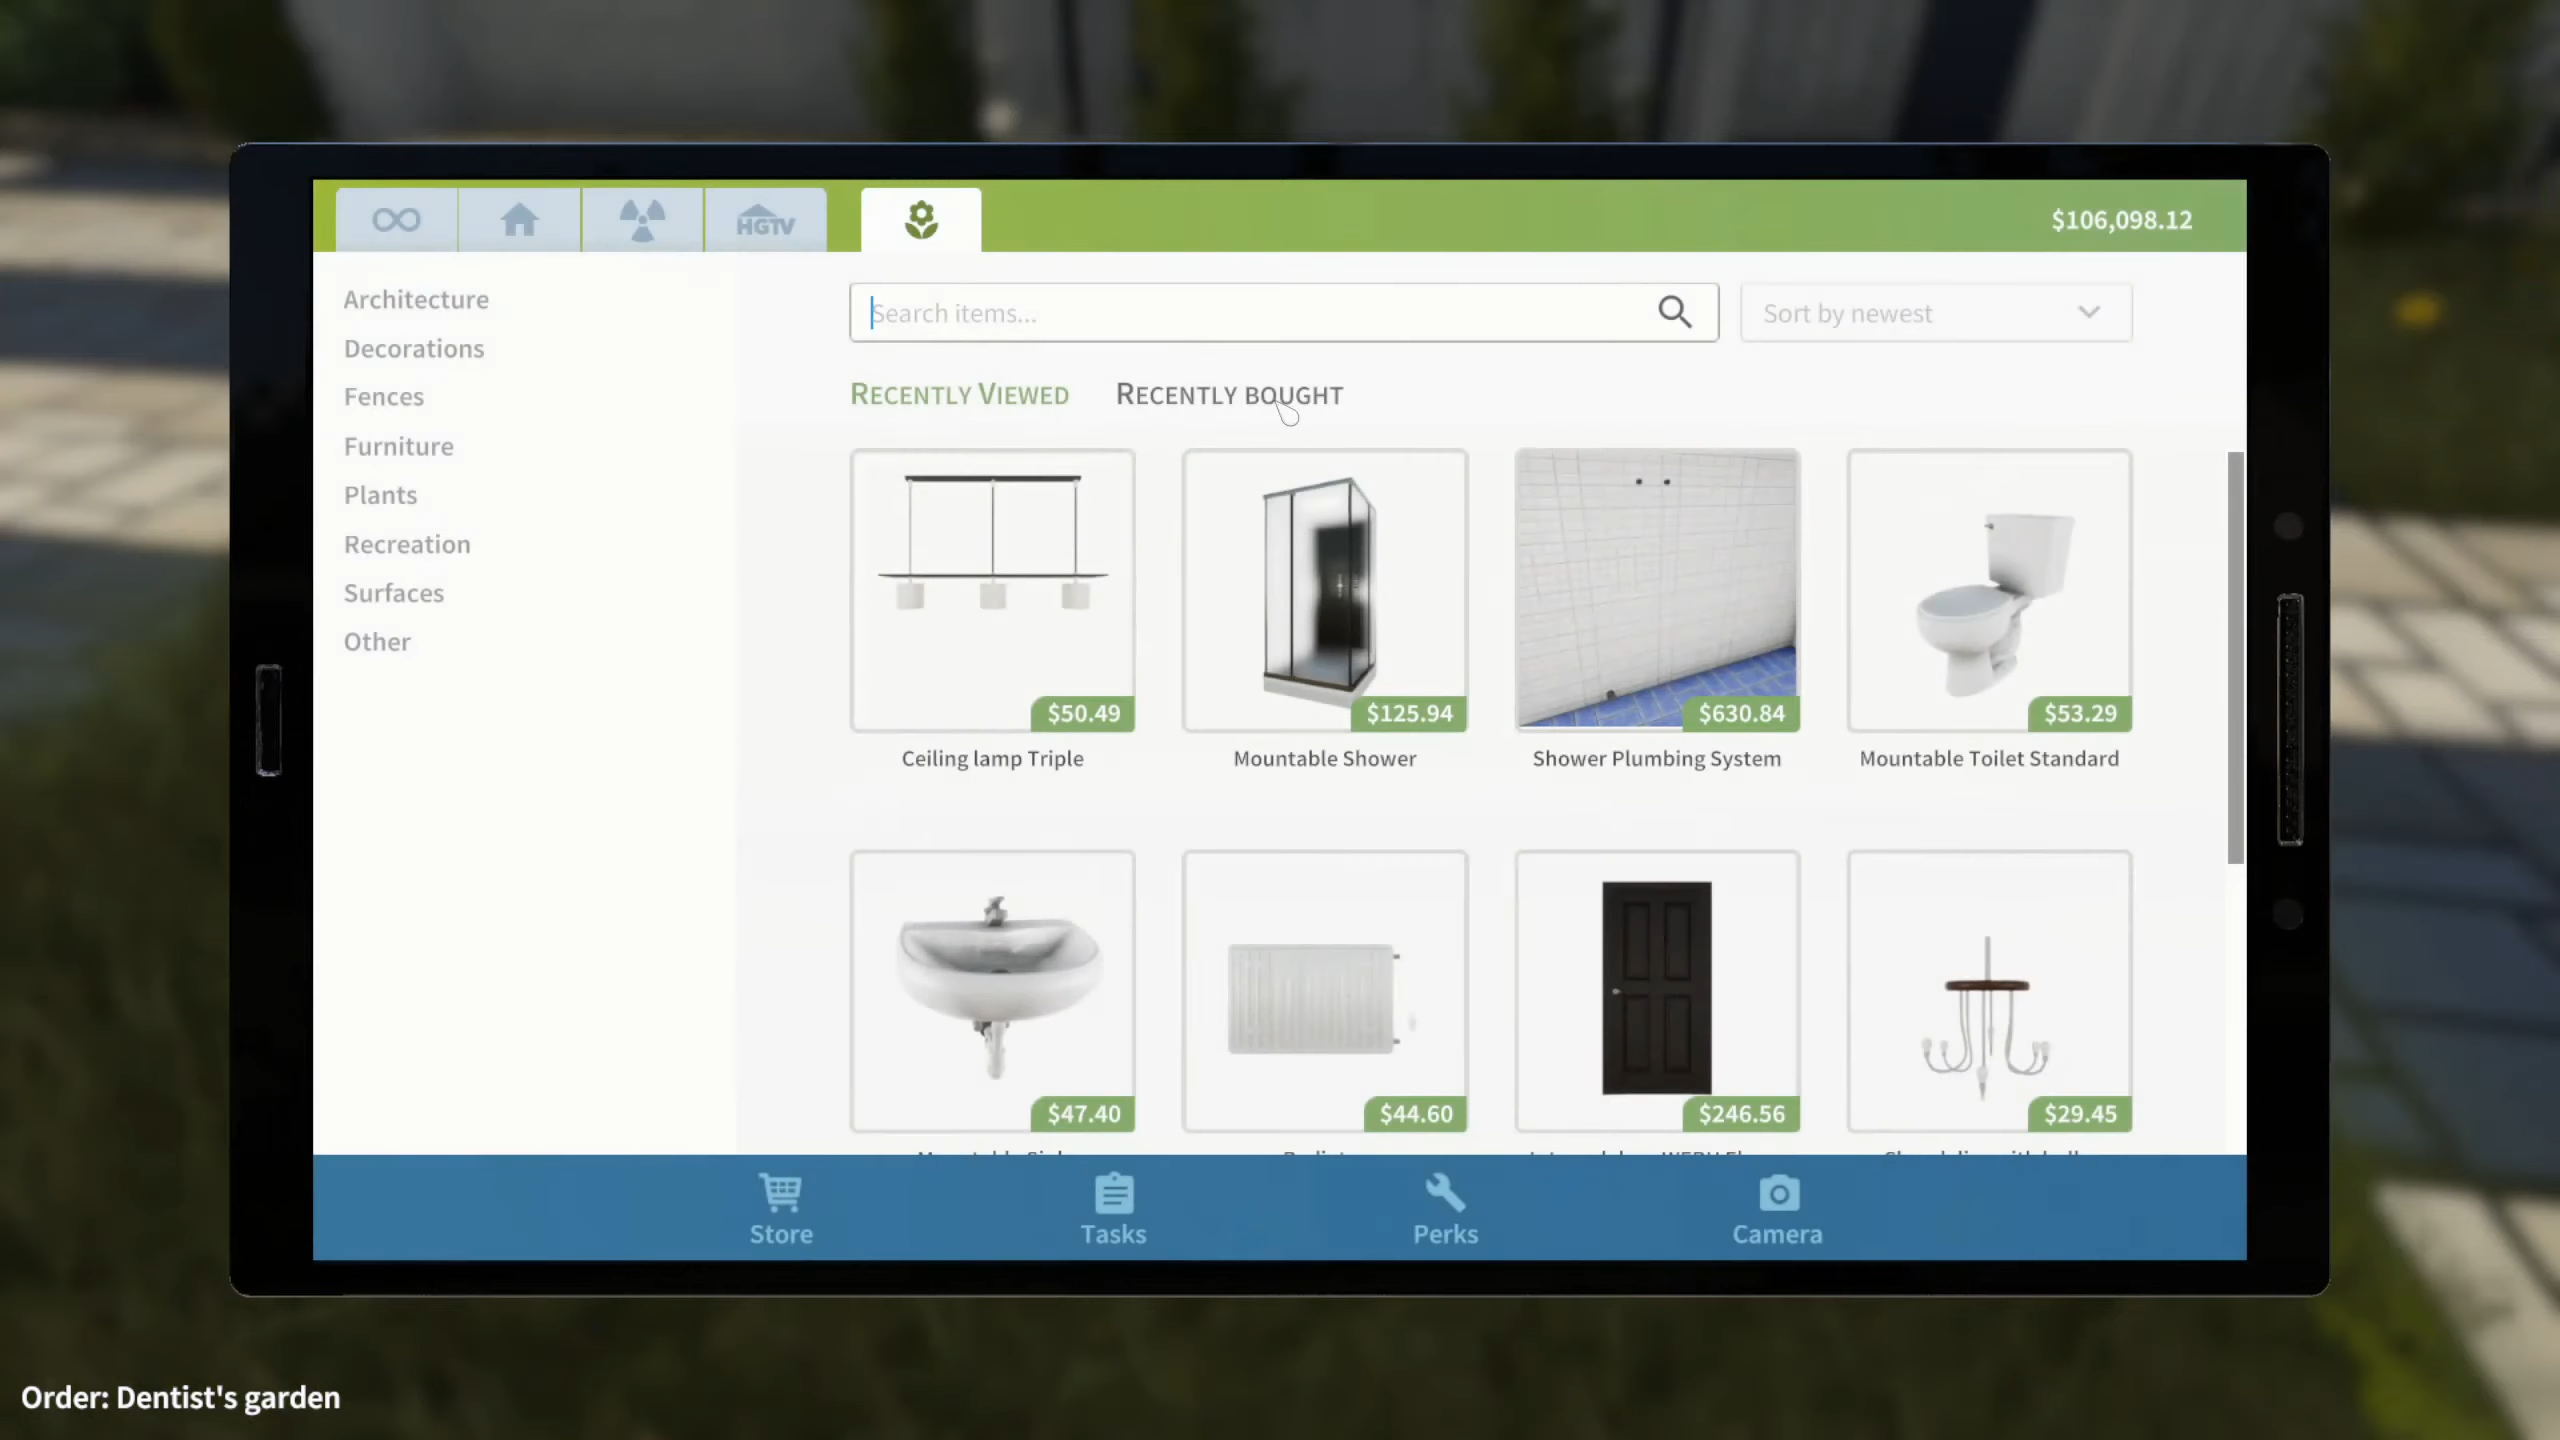 HGTV
$106,098.12
Architecture
Decorations
Fences
Furniture
Plants
Recreation
Surfaces
Other
Search items...
Sort by newest
Recently Viewed
Recently bought
$50.49
$125.94
$630.84
$53.29
Ceiling lamp Triple
Mountable Shower
Shower Plumbing System
Mountable Toilet Standard
$47.40
$44.60
$246.56
$29.45
Store
Tasks
Perks
Camera
Order: Dentist's garden